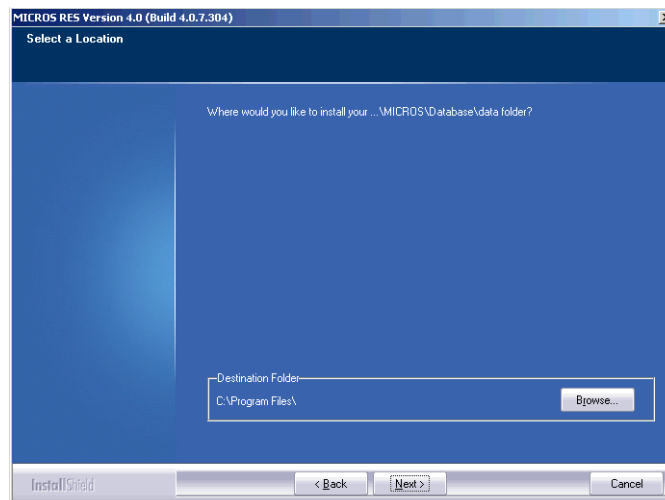 MICROS RES Version 4.0 (Build 4.0.7.304)
Select a Location
Where would you like to install your ...\MICROS\Database\data folder?
Destination Folder
C:\Program Files\
Browse...
InstallShield
< Back
Next >
Cancel